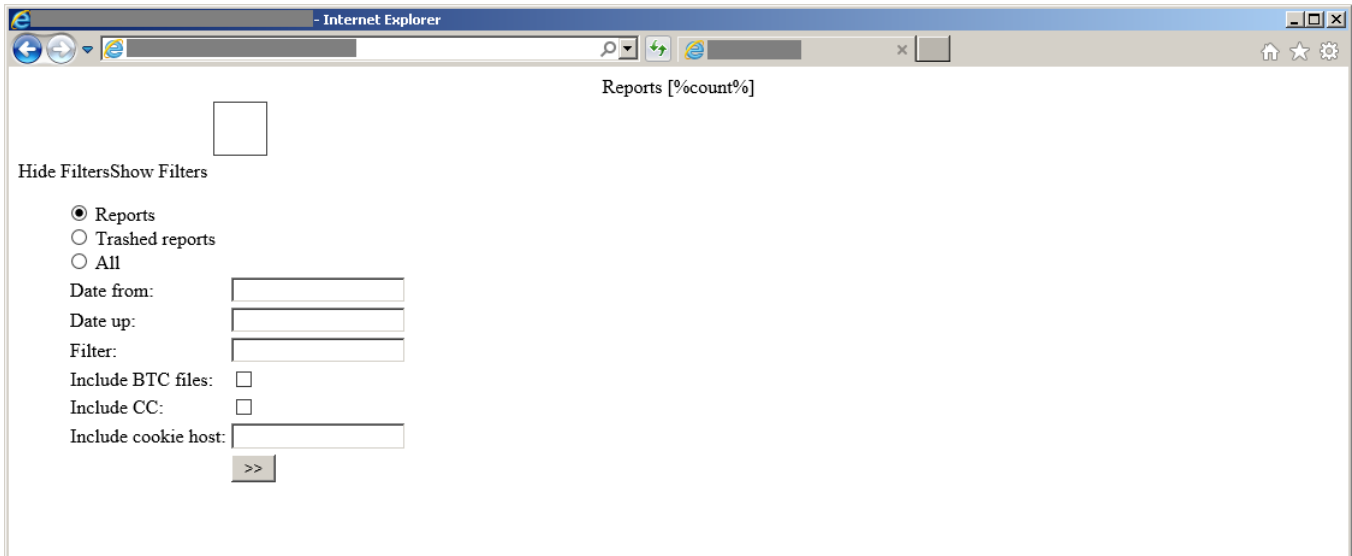 - Internet Explorer
Reports [%count%]
Hide FiltersShow Filters
Reports
Trashed reports
All
Date from:
Date up:
Filter:
Include BTC files:
Include CC:
Include cookie host:
>>